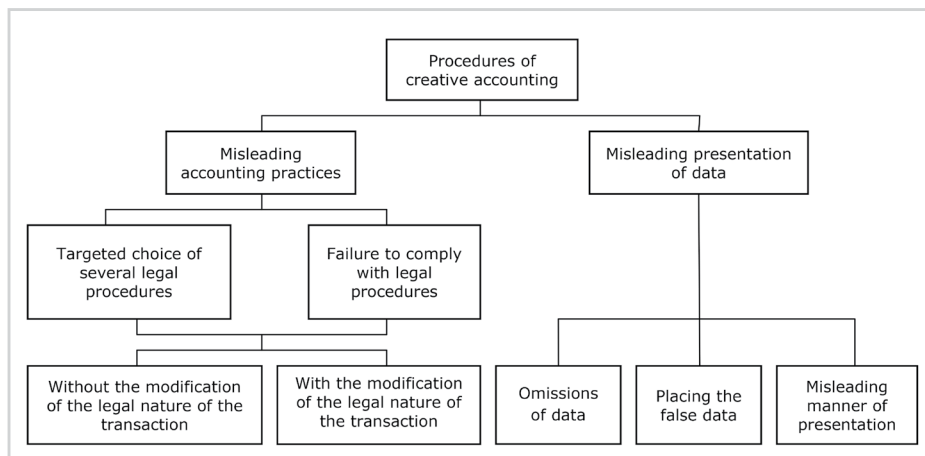 Procedures of
creative accounting
Misleading
accounting practices
Misleading presentation
of data
Targeted choice of
several legal
procedures
Failure to comply
with legal
procedures
Without the modification
of the legal nature of the
transaction
With the modification
of the legal nature of
the transaction
Omissions
of data
Placing the
false data
Misleading
manner of
presentation